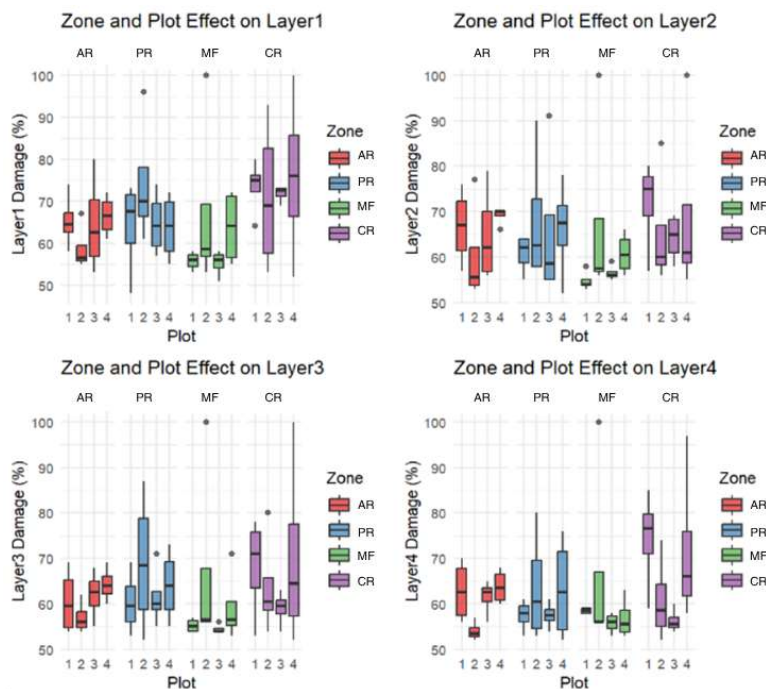 Zone and Plot Effect on Layer1
AR PR MF CR
100
90
80
70
60
50
Layer1 Damage (%)
1 2 3 4 1 2 3 4 1 2 3 4 1 2 3 4
Plot
Zone
AR
PR
MF
CR
Zone and Plot Effect on Layer2
AR PR MF CR
100
90
80
70
60
50
Layer2 Damage (%)
1 2 3 4 1 2 3 4 1 2 3 4 1 2 3 4
Plot
Zone
AR
PR
MF
CR
Zone and Plot Effect on Layer3
AR PR MF CR
100
90
80
70
60
50
Layer3 Damage (%)
1 2 3 4 1 2 3 4 1 2 3 4 1 2 3 4
Plot
Zone
AR
PR
MF
CR
Zone and Plot Effect on Layer4
AR PR MF CR
100
90
80
70
60
50
Layer4 Damage (%)
1 2 3 4 1 2 3 4 1 2 3 4 1 2 3 4
Plot
Zone
AR
PR
MF
CR